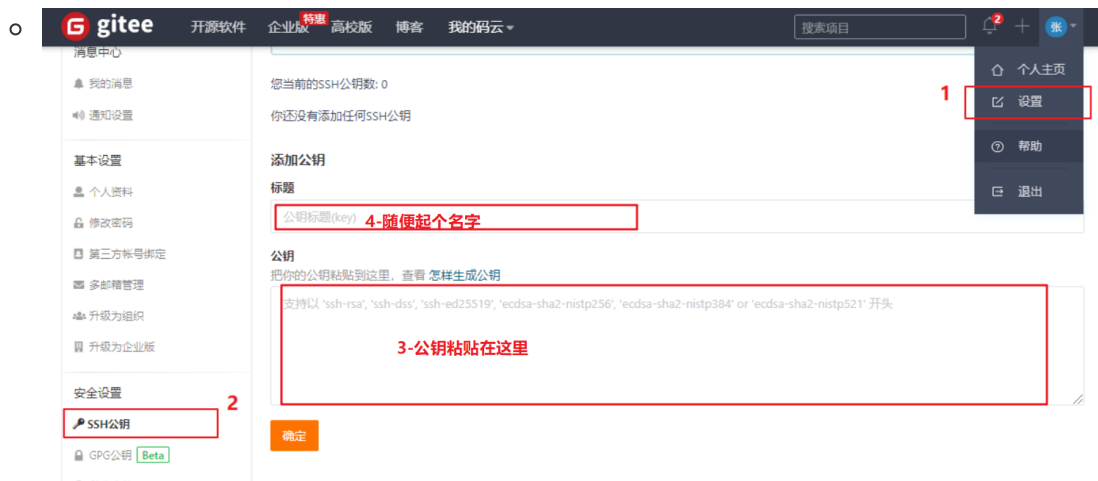 gitee 开源软件 企业版 特惠 高校版 博客 我的码云 搜索项目 2 张
消息中心
我的消息
通知设置
基本设置
个人资料
修改密码
第三方帐号绑定
多邮箱管理
升级为组织
升级为企业版
安全设置
SSH公钥
2
GPG公钥 Beta
您当前的SSH公钥数: 0
你还没有添加任何SSH公钥
添加公钥
标题
公钥标题(key) 4-随便起个名字
公钥
把你的公钥粘贴到这里，查看 怎样生成公钥
支持以 'ssh-rsa', 'ssh-dss', 'ssh-ed25519', 'ecdsa-sha2-nistp256', 'ecdsa-sha2-nistp384' or 'ecdsa-sha2-nistp521' 开头
3-公钥粘贴在这里
确定
个人主页
1
设置
帮助
退出